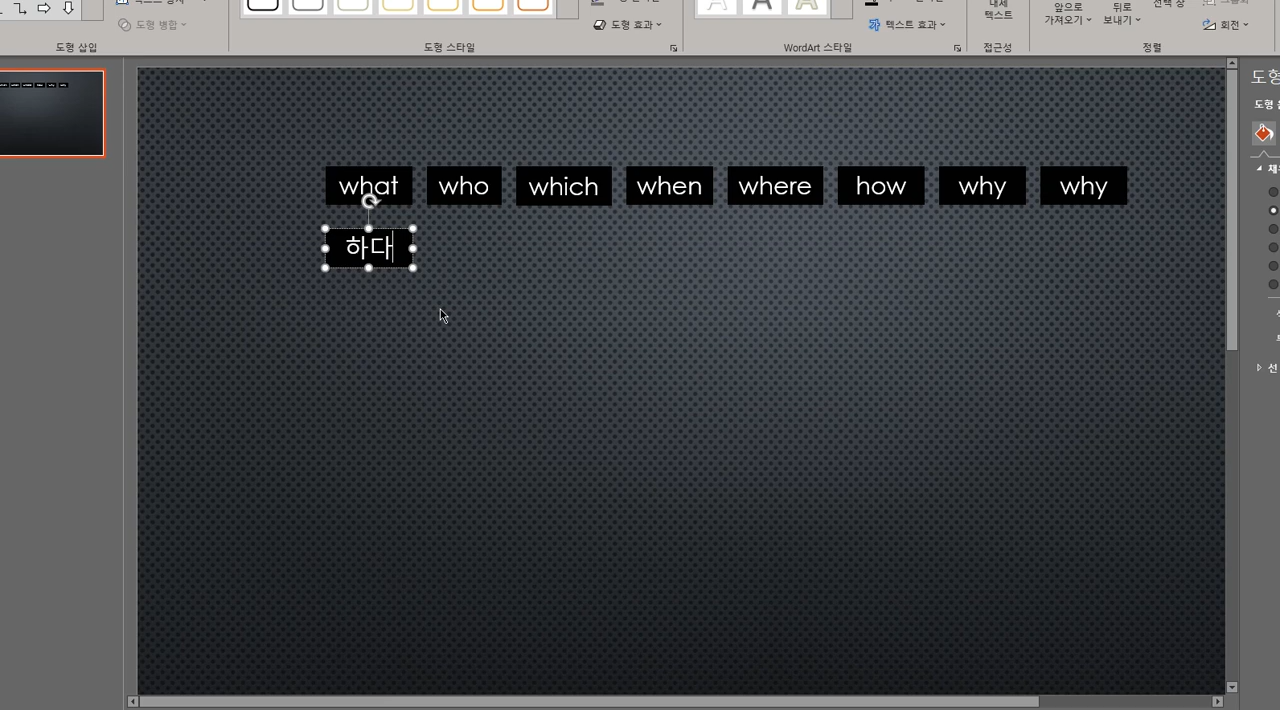 도형 병합
도형 효과
텍스트 효과
대체
텍스트
앞으로
가져오기
뒤로
보내기
회전
도형 삽입
도형 스타일
WordArt 스타일
접근성
정렬
what who which when where how why why
하다